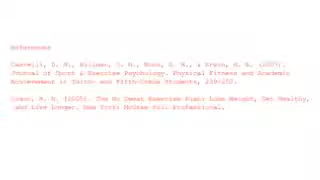 References
Castelli, D. M., Hillman, C. H., Buck, S. M., & Erwin, H. E. (2007).
Journal of Sport & Exercise Psychology. Physical Fitness and Academic
Achievement in Third- and Fifth-Grade Students, 239-252.
A. H. (2005). The No Sweat Exercise Plan: Lose Weight, Get Healthy,
and Live Longer. New York: McGraw Hill Professional.